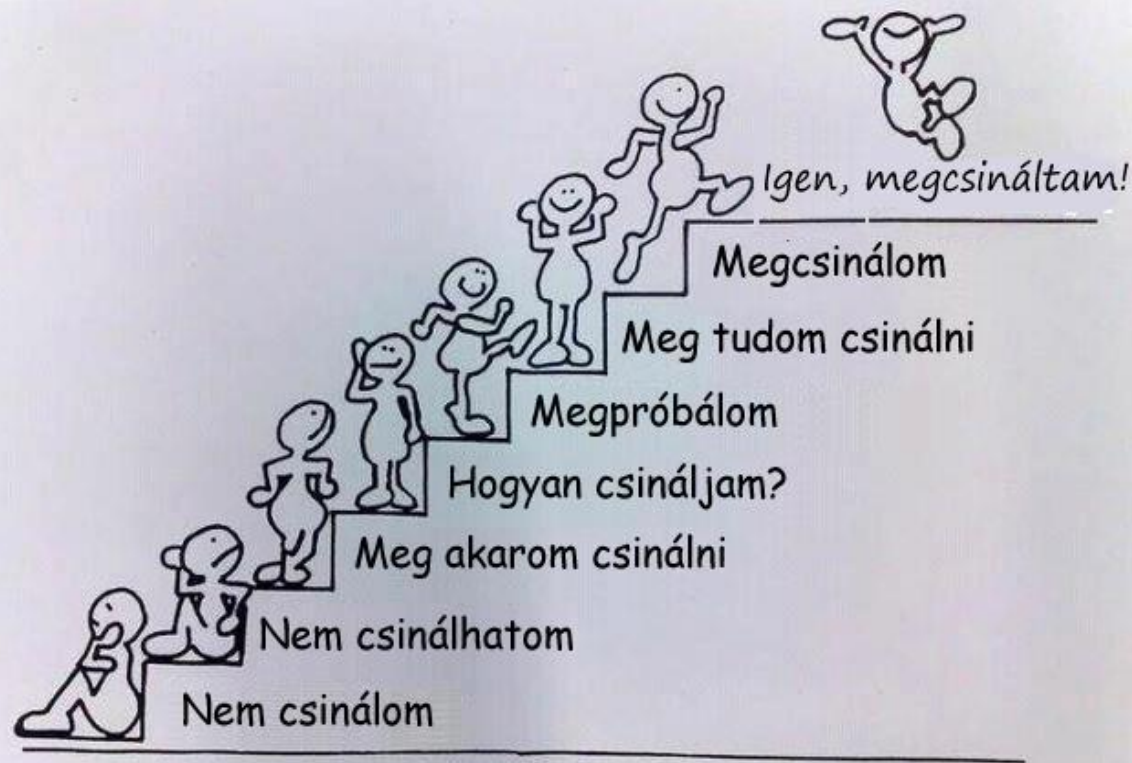 Igen, megcsináltam!
Megcsinálom
Meg tudom csinálni
Megpróbálom
Hogyan csináljam?
Meg akarom csinálni
Nem csinálhatom
Nem csinálom